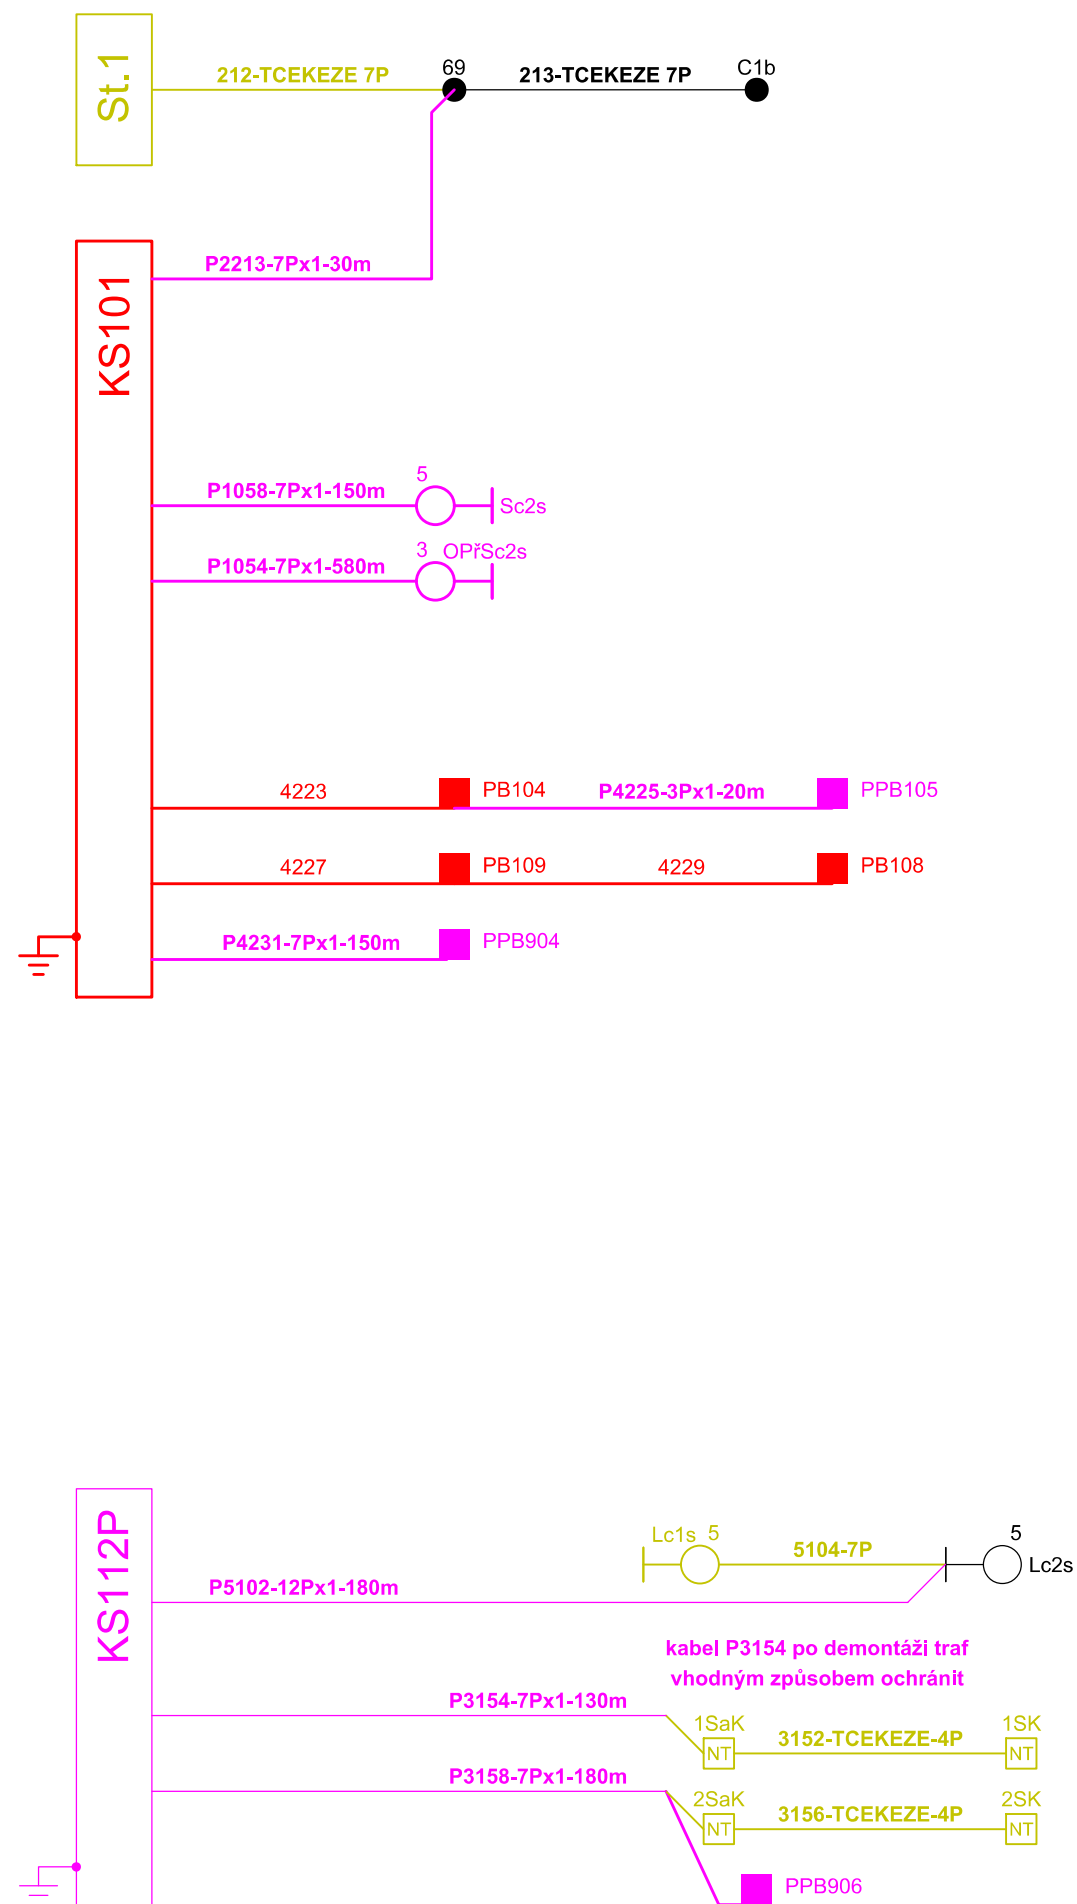 St.1
212-TCEKEZE 7P
69
213-TCEKEZE 7P
C1b
KS101
P2213-7Px1-30m
5
P1058-7Px1-150m
Sc2s
3 OPřSc2s
P1054-7Px1-580m
4223
PB104
P4225-3Px1-20m
PPB105
4227
PB109
4229
PB108
P4231-7Px1-150m
PPB904
KS112P
Lc1s 5
5104-7P
5
Lc2s
P5102-12Px1-180m
kabel P3154 po demontáži traf
vhodným způsobem ochránit
P3154-7Px1-130m
1SaK
NT
3152-TCEKEZE-4P
1SK
NT
P3158-7Px1-180m
2SaK
NT
3156-TCEKEZE-4P
2SK
NT
PPB906